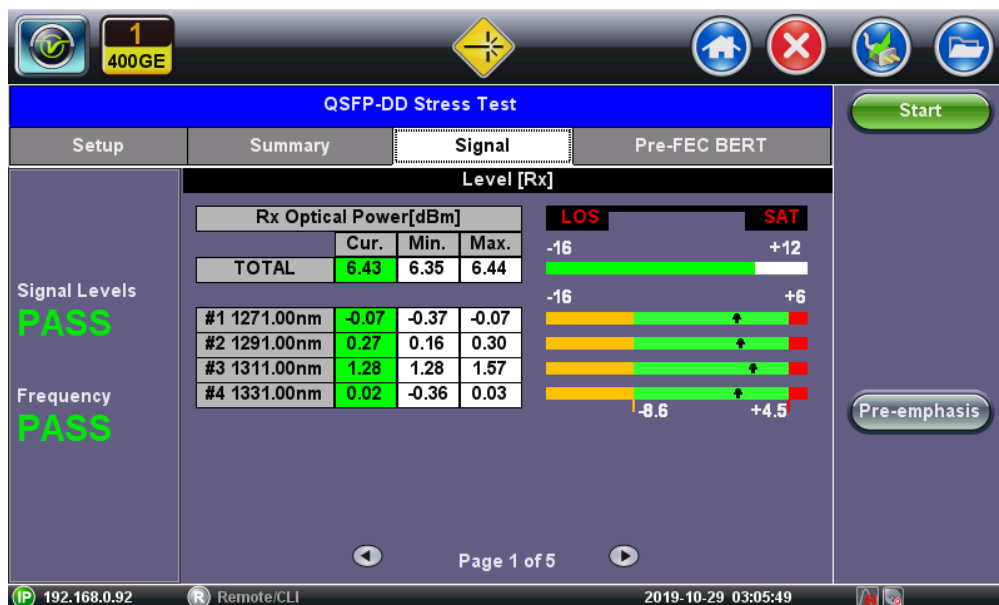 1
400GE
QSFP-DD Stress Test
Start
Setup Summary Signal Pre-FEC BERT
Level [Rx]
Rx Optical Power[dBm] LOS SAT
Cur. Min. Max. -16 +12
TOTAL 6.43 6.35 6.44
Signal Levels
PASS
-16 +6
#1 1271.00nm -0.07 -0.37 -0.07
#2 1291.00nm 0.27 0.16 0.30
#3 1311.00nm 1.28 1.28 1.57
#4 1331.00nm 0.02 -0.36 0.03
-8.6 +4.5
Frequency
PASS
Pre-emphasis
Page 1 of 5
IP 192.168.0.92 R Remote/CLI 2019-10-29 03:05:49